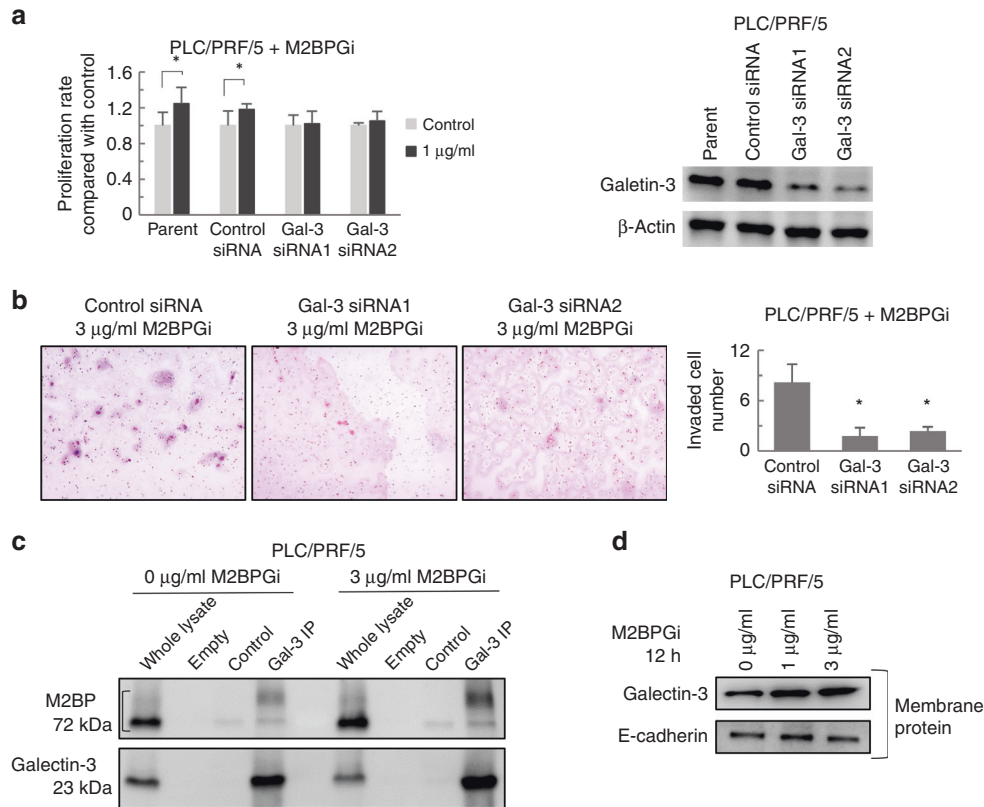 a
PLC/PRF/5 + M2BPGi
Proliferation rate
compared with control
1.6
1.2
0.8
0.4
0
*
*
Parent
Control
siRNA
Gal-3
siRNA1
Gal-3
siRNA2
Control
1 μg/ml
PLC/PRF/5
Parent
Control siRNA
Gal-3 siRNA1
Gal-3 siRNA2
Galetin-3
β-Actin
b
Control siRNA
3 μg/ml M2BPGi
Gal-3 siRNA1
3 μg/ml M2BPGi
Gal-3 siRNA2
3 μg/ml M2BPGi
PLC/PRF/5 + M2BPGi
Invaded cell
number
12
6
0
*
*
Control
siRNA
Gal-3
siRNA1
Gal-3
siRNA2
c
PLC/PRF/5
0 μg/ml M2BPGi
3 μg/ml M2BPGi
Whole lysate
Empty
Control
Gal-3 IP
Whole lysate
Empty
Control
Gal-3 IP
M2BP
72 kDa
Galectin-3
23 kDa
d
PLC/PRF/5
M2BPGi
12 h
0 μg/ml
1 μg/ml
3 μg/ml
Galectin-3
E-cadherin
Membrane
protein